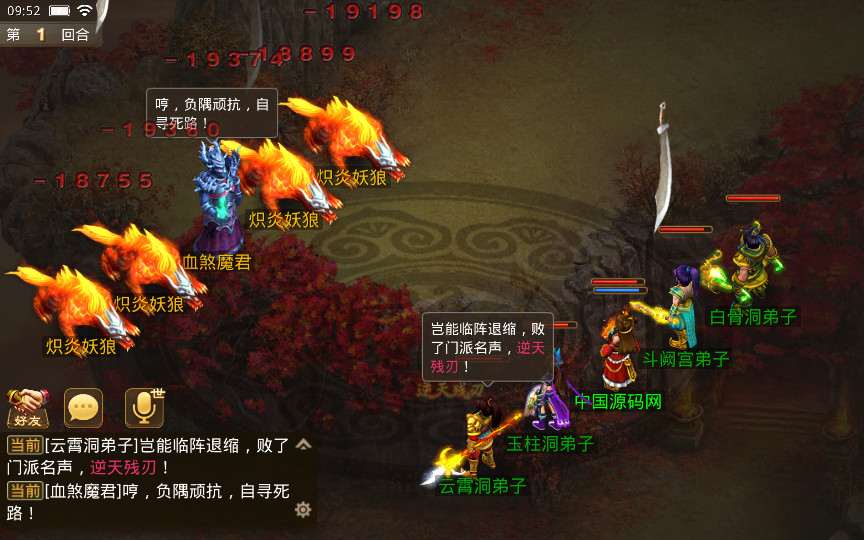 09:52
第 1 回合
-19198
-18899
-19374
哼，负隅顽抗，自
寻死路！
-19380
炽炎妖狼
-18755
炽炎妖狼
血煞魔君
炽炎妖狼
炽炎妖狼
白骨洞弟子
岂能临阵退缩，败
了门派名声，逆天
残刃！
斗阙宫弟子
逆天残刃
中国源码网
玉柱洞弟子
云霄洞弟子
好友
世
当前 [云霄洞弟子]岂能临阵退缩，败了
门派名声，逆天残刃！
当前 [血煞魔君]哼，负隅顽抗，自寻死
路！